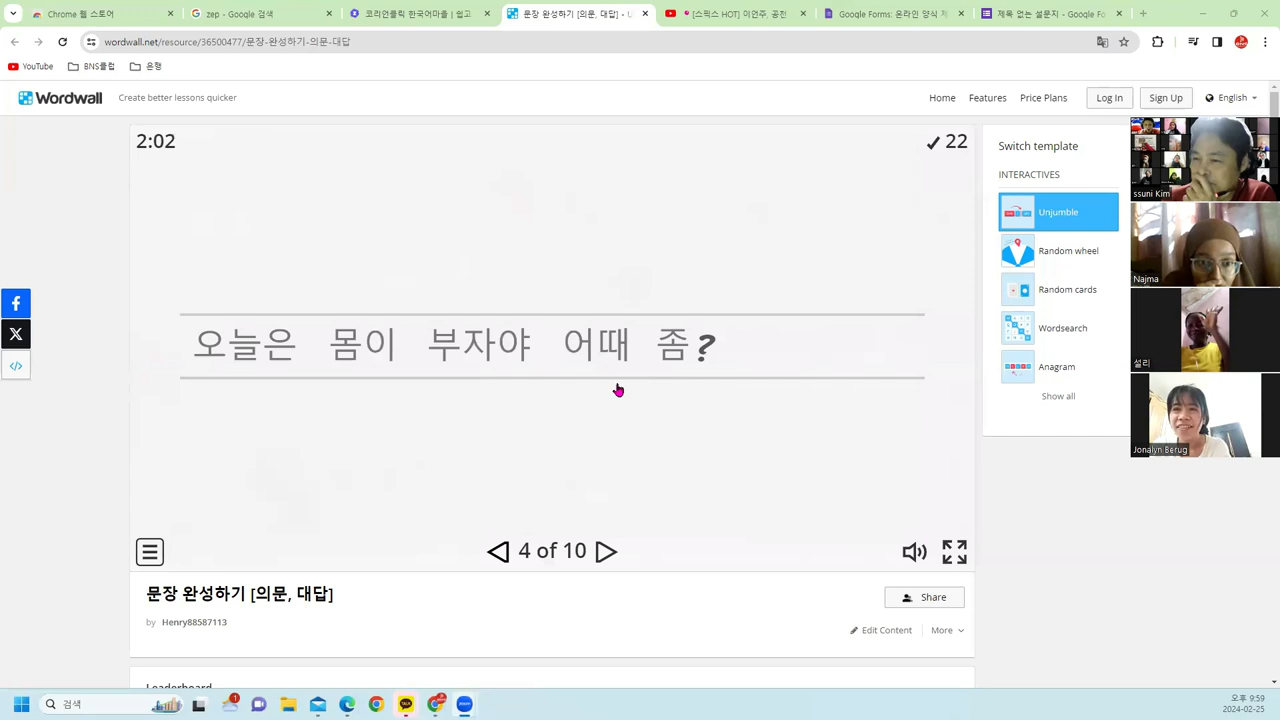 Chrome 웹 스토어
zep - Google 검색
코리안클릭 한국어마을 | 쉽고
문장 완성하기 [의문, 대답] - U
[스맥스 HOT] 이연주, 공천
Google Forms: 온라인 양식 제
제목 없는 설문지 - Google Fo
wordwall.net/resource/36500477/문장-완성하기-의문-대답
YouTube
BNS클럽
은행
Wordwall
Create better lessons quicker
Home
Features
Price Plans
Log In
Sign Up
English
2:02
22
Switch template
INTERACTIVES
Unjumble
Random wheel
Random cards
Wordsearch
Anagram
Show all
ssuni Kim
Najma
설리
Jonalyn Berug
오늘은 몸이 부자야 어때 좀?
4 of 10
문장 완성하기 [의문, 대답]
Share
by Henry88587113
Edit Content
More
Leaderboard
검색
오후 9:59
2024-02-25